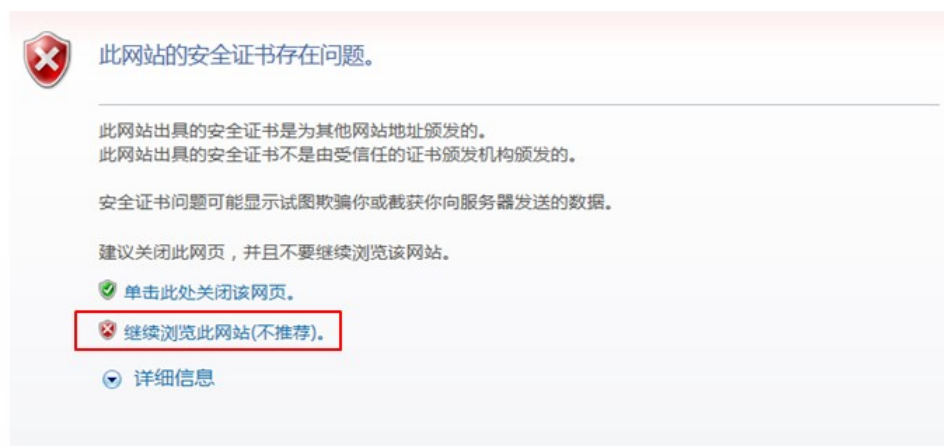 此网站的安全证书存在问题。
此网站出具的安全证书是为其他网站地址颁发的。
此网站出具的安全证书不是由受信任的证书颁发机构颁发的。
安全证书问题可能显示试图欺骗你或截获你向服务器发送的数据。
建议关闭此网页，并且不要继续浏览该网站。
单击此处关闭该网页。
继续浏览此网站(不推荐)。
详细信息